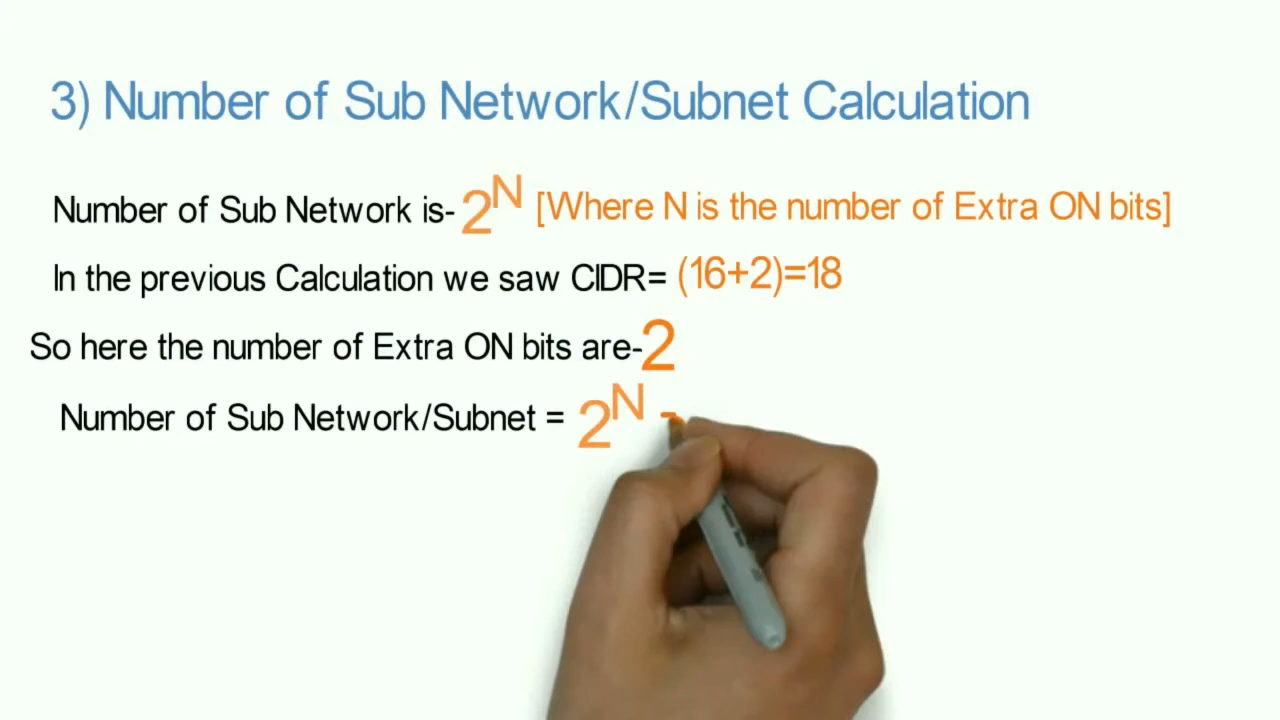 3) Number of Sub Network/Subnet Calculation
Number of Sub Network is- 2^N [Where N is the number of Extra ON bits]
In the previous Calculation we saw CIDR= (16+2)=18
So here the number of Extra ON bits are-2
Number of Sub Network/Subnet = 2^N